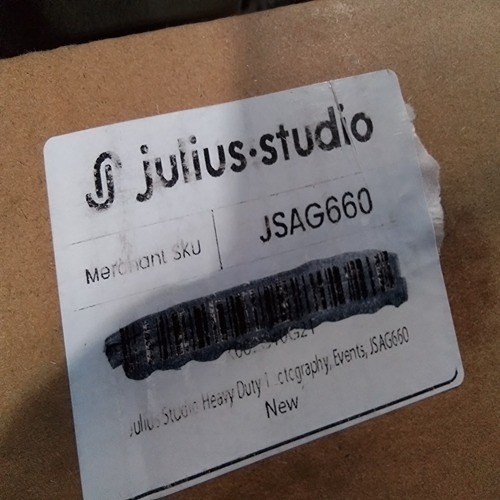 julius.studio
Merchant SKU
JSAG660
Julius Studio Heavy Duty Photography, Events, JSAG660
New